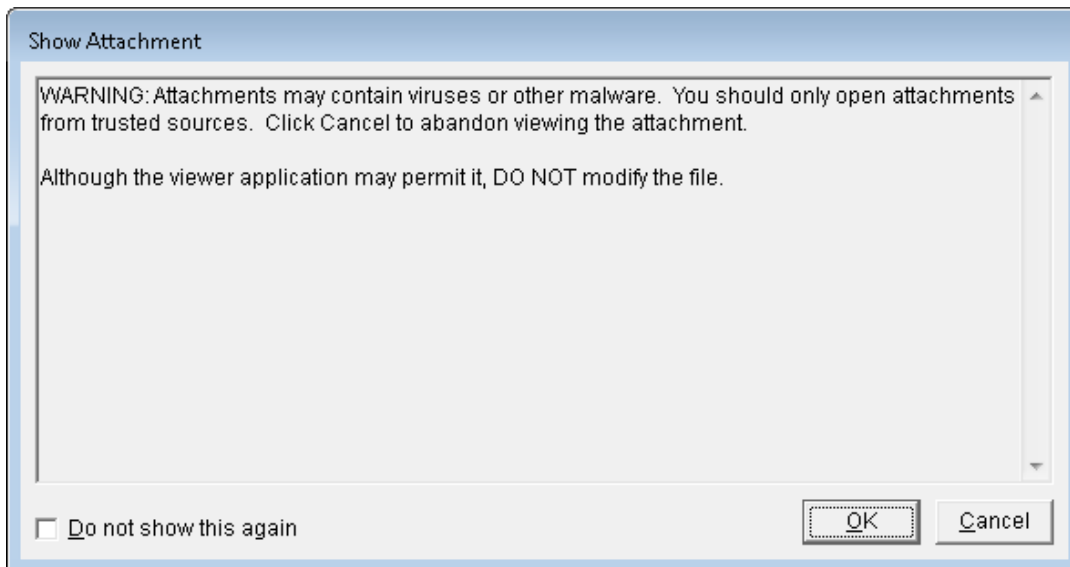 Show Attachment
WARNING: Attachments may contain viruses or other malware.  You should only open attachments
from trusted sources.  Click Cancel to abandon viewing the attachment.
Although the viewer application may permit it, DO NOT modify the file.
Do not show this again
OK
Cancel